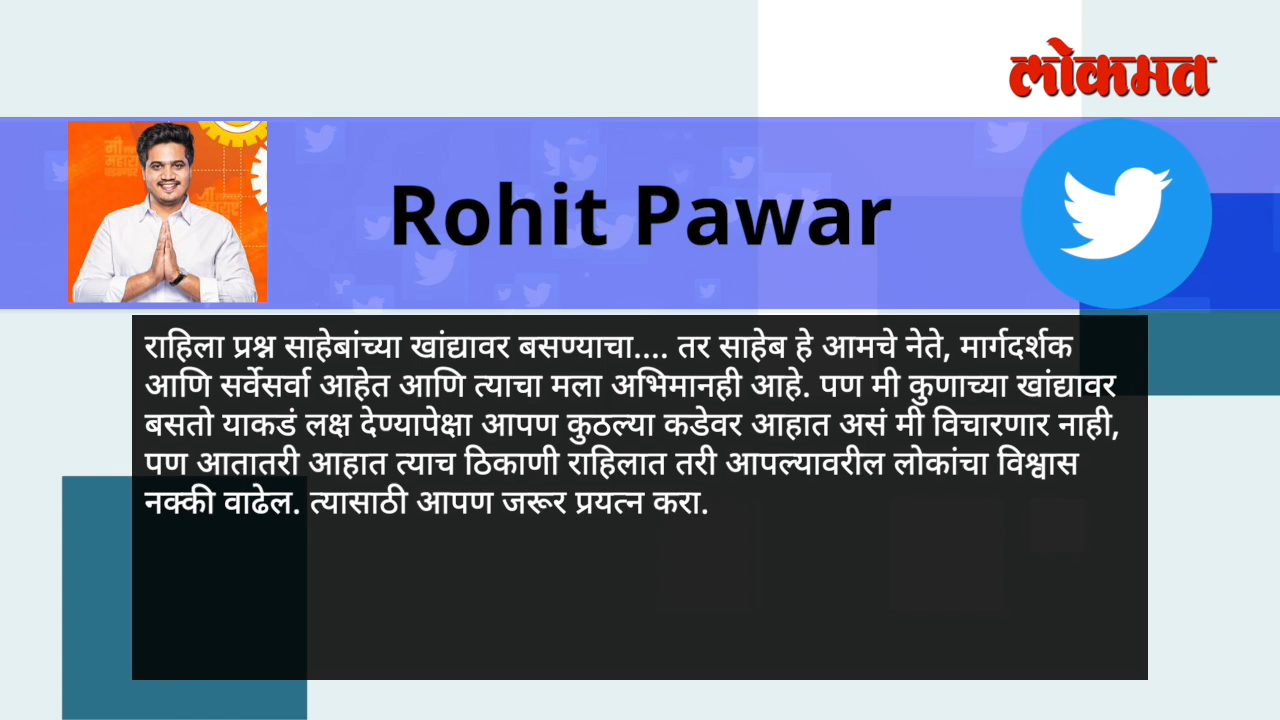 लोकमत
Rohit Pawar
राहिला प्रश्न साहेबांच्या खांद्यावर बसण्याचा.... तर साहेब हे आमचे नेते, मार्गदर्शक
आणि सर्वेसर्वा आहेत आणि त्याचा मला अभिमानही आहे. पण मी कुणाच्या खांद्यावर
बसतो याकडं लक्ष देण्यापेक्षा आपण कुठल्या कडेवर आहात असं मी विचारणार नाही,
पण आतातरी आहात त्याच ठिकाणी राहिलात तरी आपल्यावरील लोकांचा विश्वास
नक्की वाढेल. त्यासाठी आपण जरूर प्रयत्न करा.